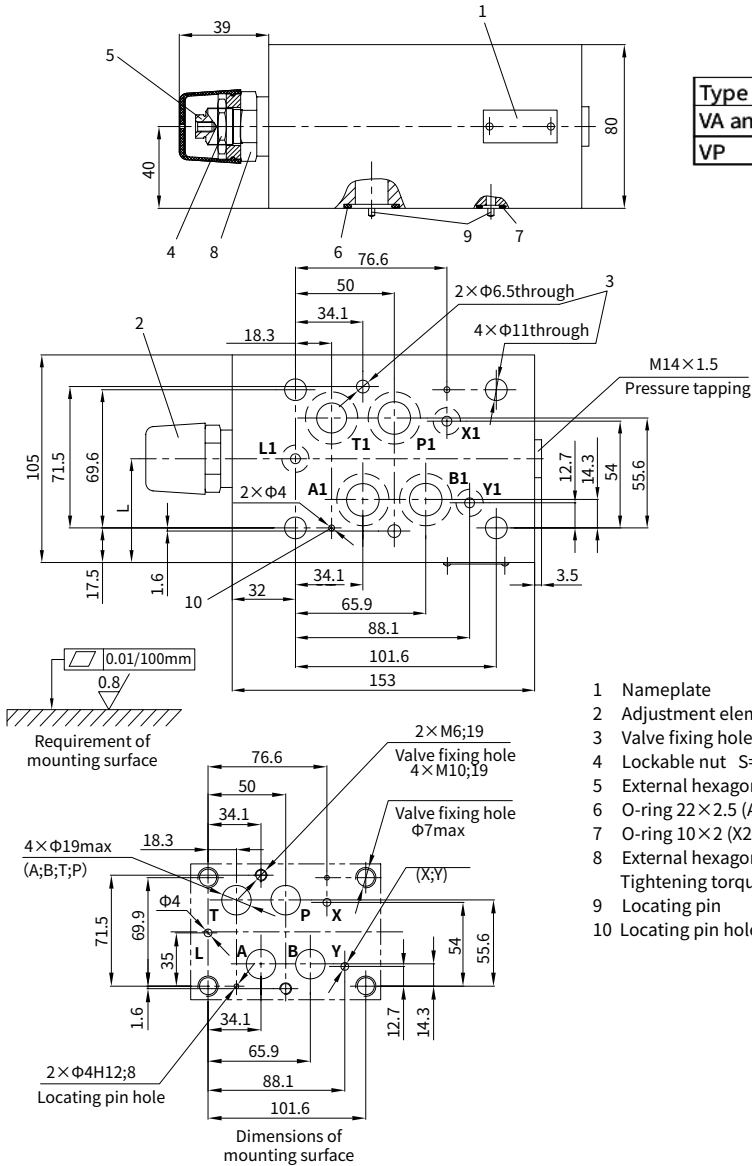 39
1
5
80
40
Type
VA an
VP
4
8
6
9
7
76.6
50
34.1
18.3
2×Φ6.5through
3
4×Φ11through
2
M14×1.5
Pressure tapping
105
71.5
69.6
L
17.5
1.6
L1
T1
P1
X1
A1
B1
Y1
2×Φ4
12.7
14.3
54
55.6
10
32
34.1
65.9
88.1
101.6
153
3.5
0.01/100mm
0.8
Requirement of
mounting surface
1 Nameplate
2 Adjustment elem
3 Valve fixing hole
4 Lockable nut S=
5 External hexagon
6 O-ring 22×2.5 (A
7 O-ring 10×2 (X2
8 External hexagon
Tightening torqu
9 Locating pin
10 Locating pin hole
2×M6;19
Valve fixing hole
4×M10;19
Valve fixing hole
Φ7max
(X;Y)
76.6
50
34.1
18.3
4×Φ19max
(A;B;T;P)
Φ4
71.5
69.9
35
1.6
T
P
X
L
A
B
Y
54
55.6
12.7
14.3
34.1
65.9
88.1
101.6
2×Φ4H12;8
Locating pin hole
Dimensions of
mounting surface